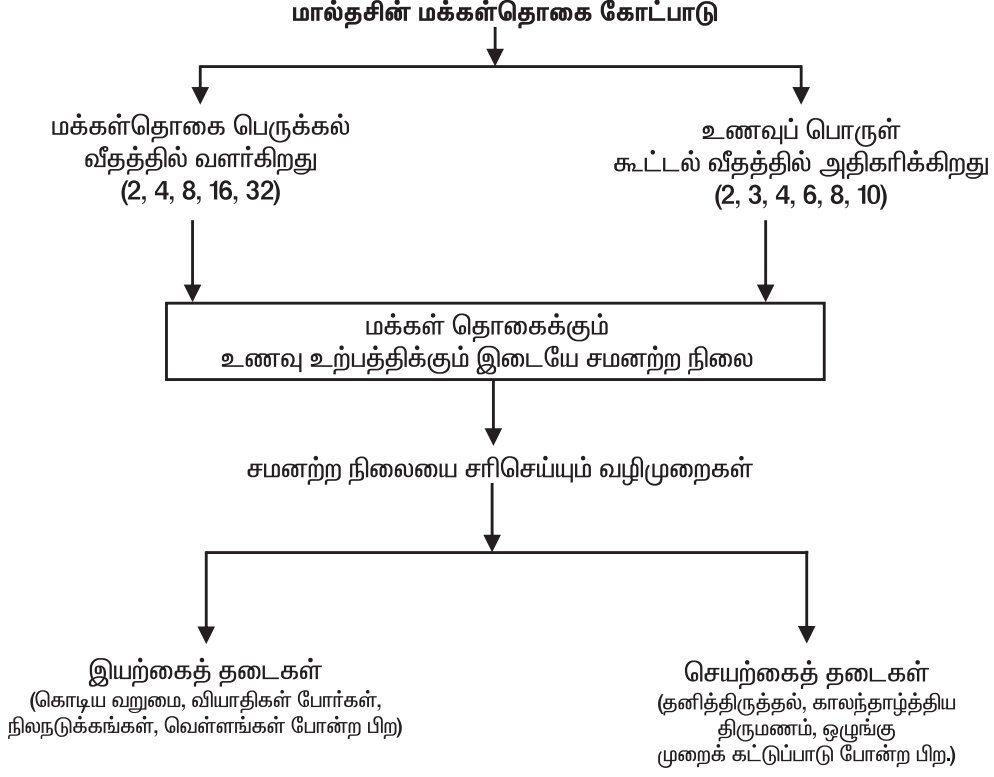 மால்தசின் மக்கள்தொகை கோட்பாடு
மக்கள்தொகை பெருக்கல்
வீதத்தில் வளர்கிறது
(2, 4, 8, 16, 32)
உணவுப் பொருள்
கூட்டல் வீதத்தில் அதிகரிக்கிறது
(2, 3, 4, 6, 8, 10)
மக்கள் தொகைக்கும்
உணவு உற்பத்திக்கும் இடையே சமனற்ற நிலை
சமனற்ற நிலையை சரிசெய்யும் வழிமுறைகள்
இயற்கைத் தடைகள்
(கொடிய வறுமை, வியாதிகள் போர்கள்,
நிலநடுக்கங்கள், வெள்ளங்கள் போன்ற பிற)
செயற்கைத் தடைகள்
(தனித்திருத்தல், காலந்தாழ்த்திய
திருமணம், ஒழுங்கு
முறைக் கட்டுப்பாடு போன்ற பிற.)